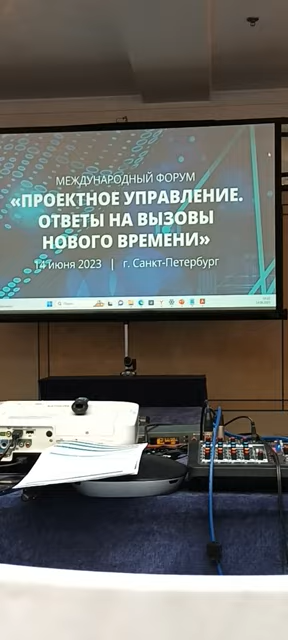 МЕЖДУНАРОДНЫЙ ФОРУМ
«ПРОЕКТНОЕ УПРАВЛЕНИЕ.
ОТВЕТЫ НА ВЫЗОВЫ
НОВОГО ВРЕМЕНИ»
14 июня 2023 | г. Санкт-Петербург